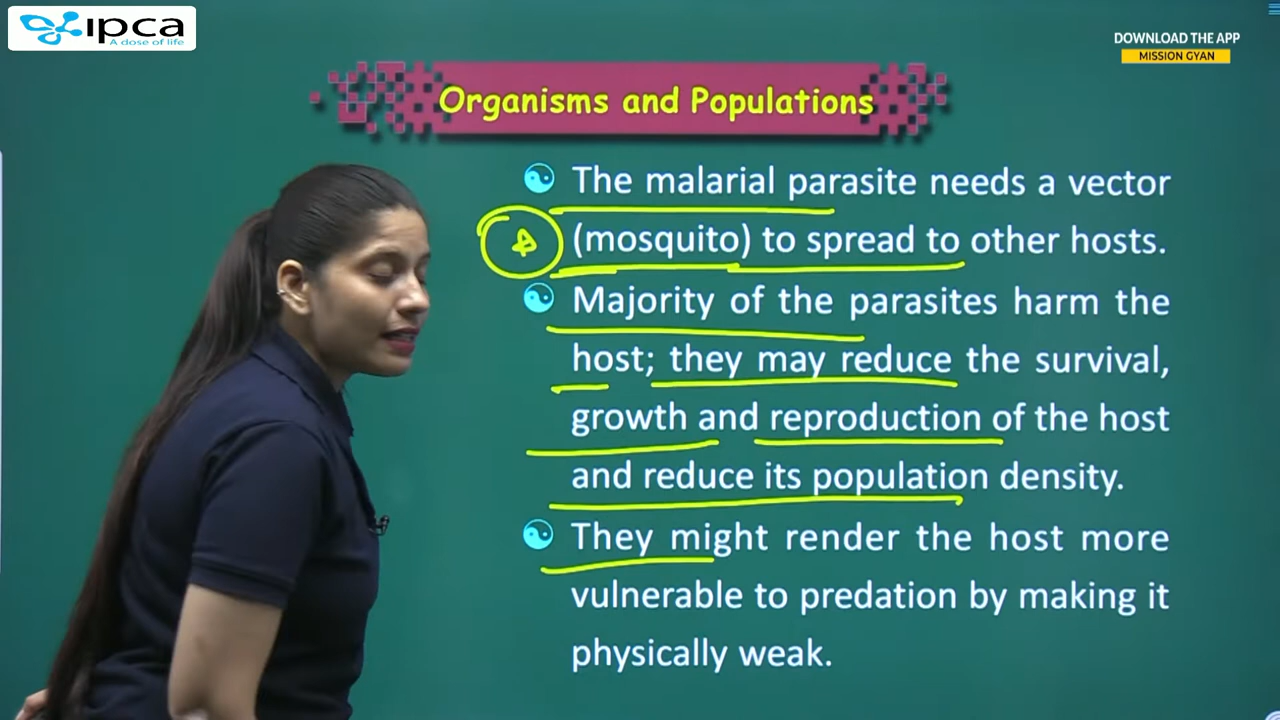 ipca
A dose of life
DOWNLOAD THE APP
MISSION GYAN
Organisms and Populations
The malarial parasite needs a vector
(mosquito) to spread to other hosts.
Majority of the parasites harm the
host; they may reduce the survival,
growth and reproduction of the host
and reduce its population density.
They might render the host more
vulnerable to predation by making it
physically weak.